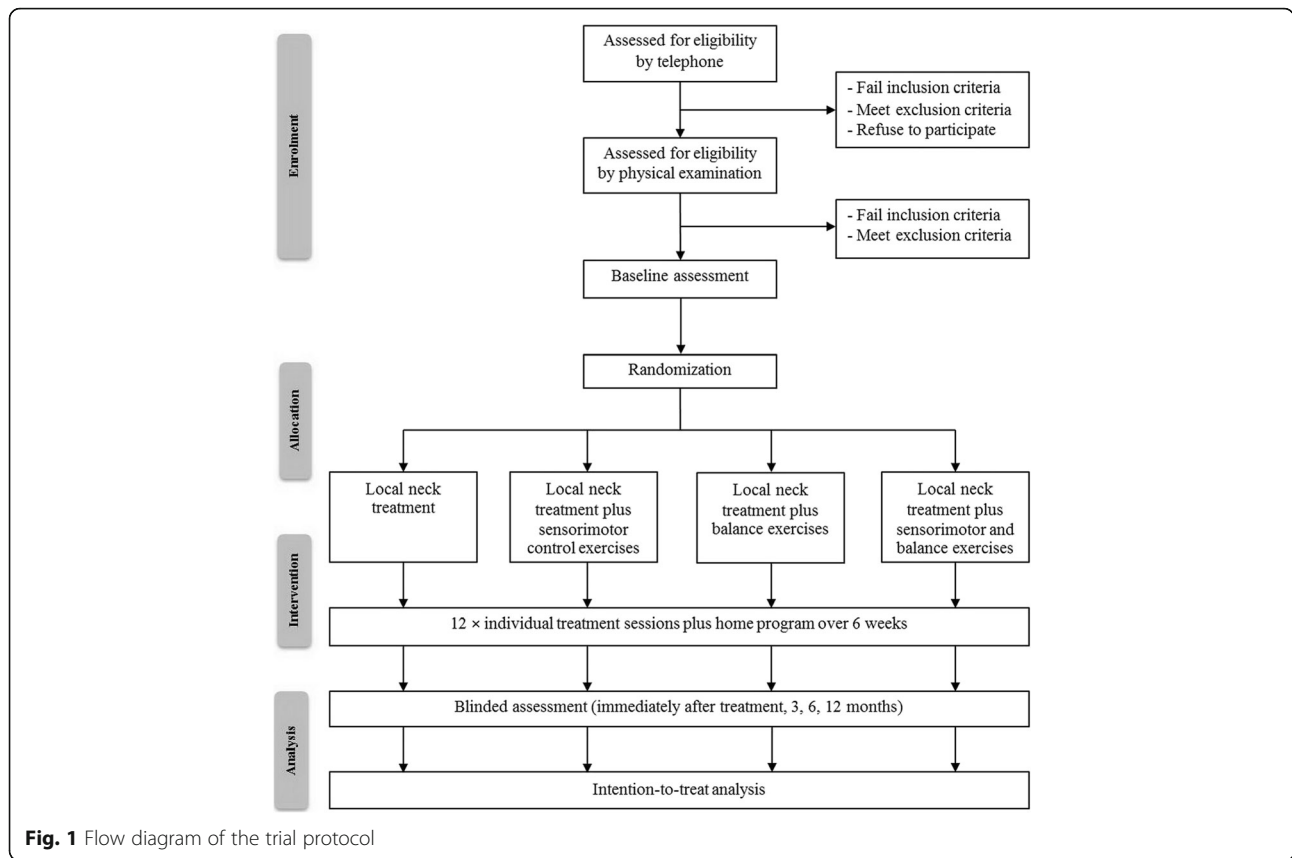 Enrolment
Assessed for eligibility
by telephone
- Fail inclusion criteria
- Meet exclusion criteria
- Refuse to participate
Assessed for eligibility
by physical examination
- Fail inclusion criteria
- Meet exclusion criteria
Baseline assessment
Allocation
Randomization
Local neck
treatment
Local neck
treatment plus
sensorimotor
control exercises
Local neck
treatment plus
balance exercises
Local neck
treatment plus
sensorimotor and
balance exercises
Intervention
12 × individual treatment sessions plus home program over 6 weeks
Analysis
Blinded assessment (immediately after treatment, 3, 6, 12 months)
Intention-to-treat analysis
Fig. 1 Flow diagram of the trial protocol